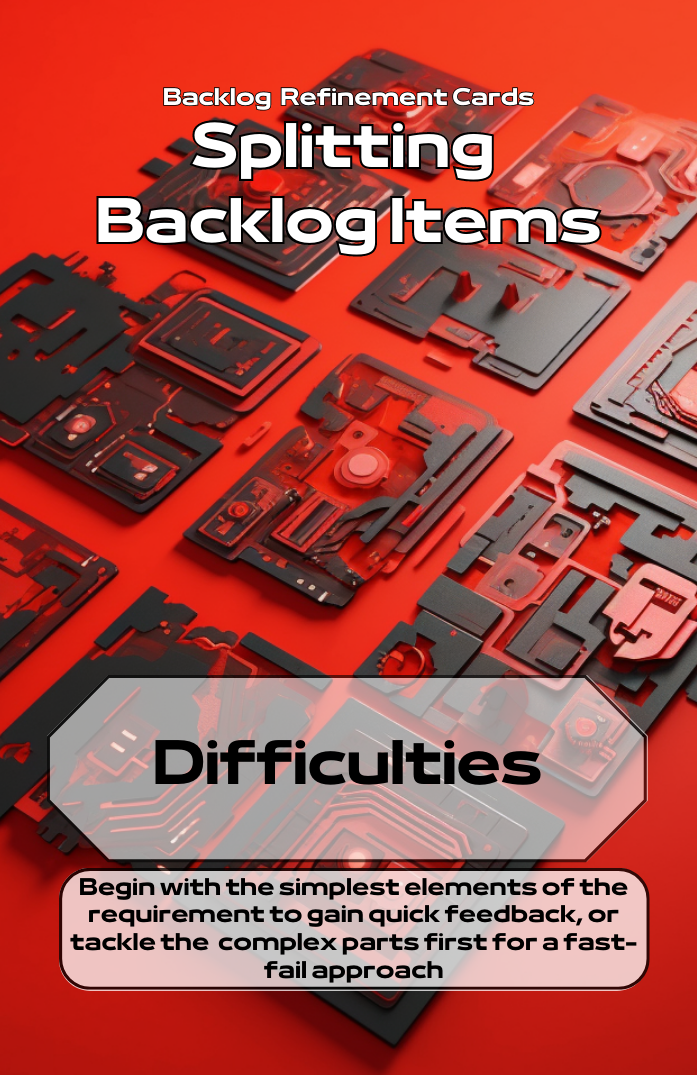 Backlog Refinement Cards
Splitting
Backlog Items
Difficulties
Begin with the simplest elements of the
requirement to gain quick feedback, or
tackle the complex parts first for a fast-
fail approach